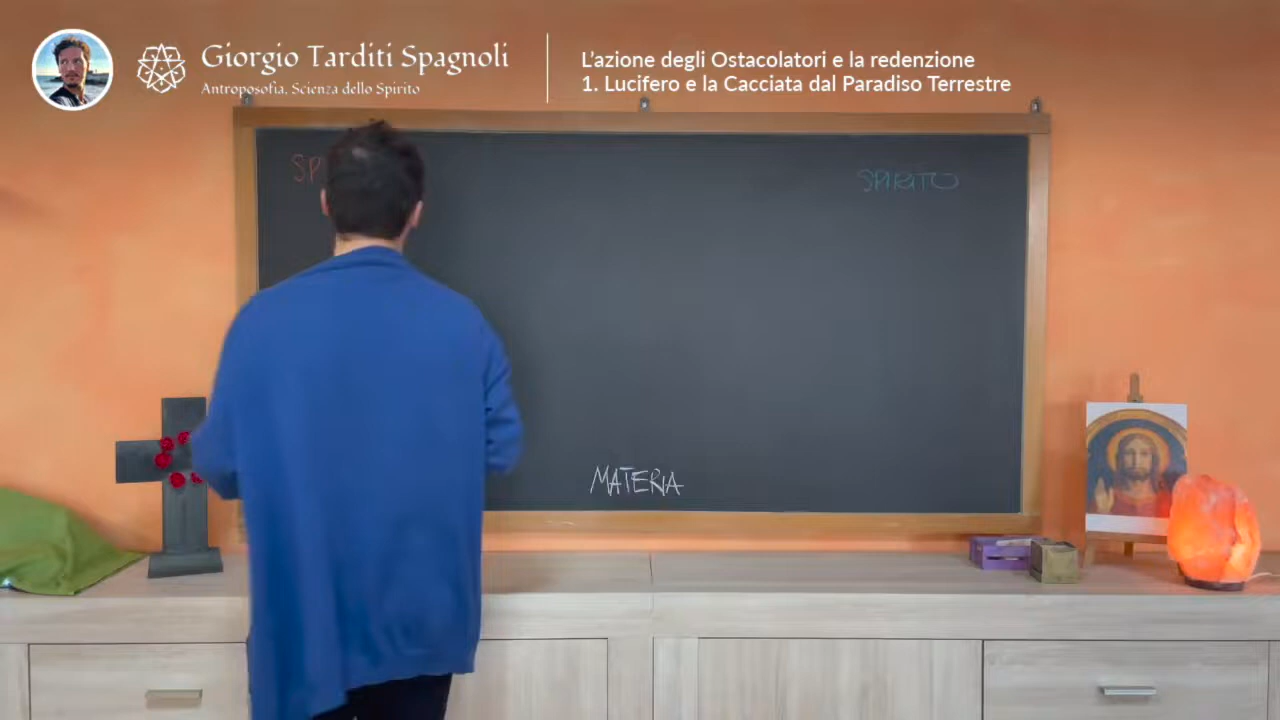 Giorgio Tarditi Spagnoli
Antroposofia, Scienza dello Spirito
L'azione degli Ostacolatori e la redenzione
1. Lucifero e la Cacciata dal Paradiso Terrestre
SP
SPIRITO
MATERIA